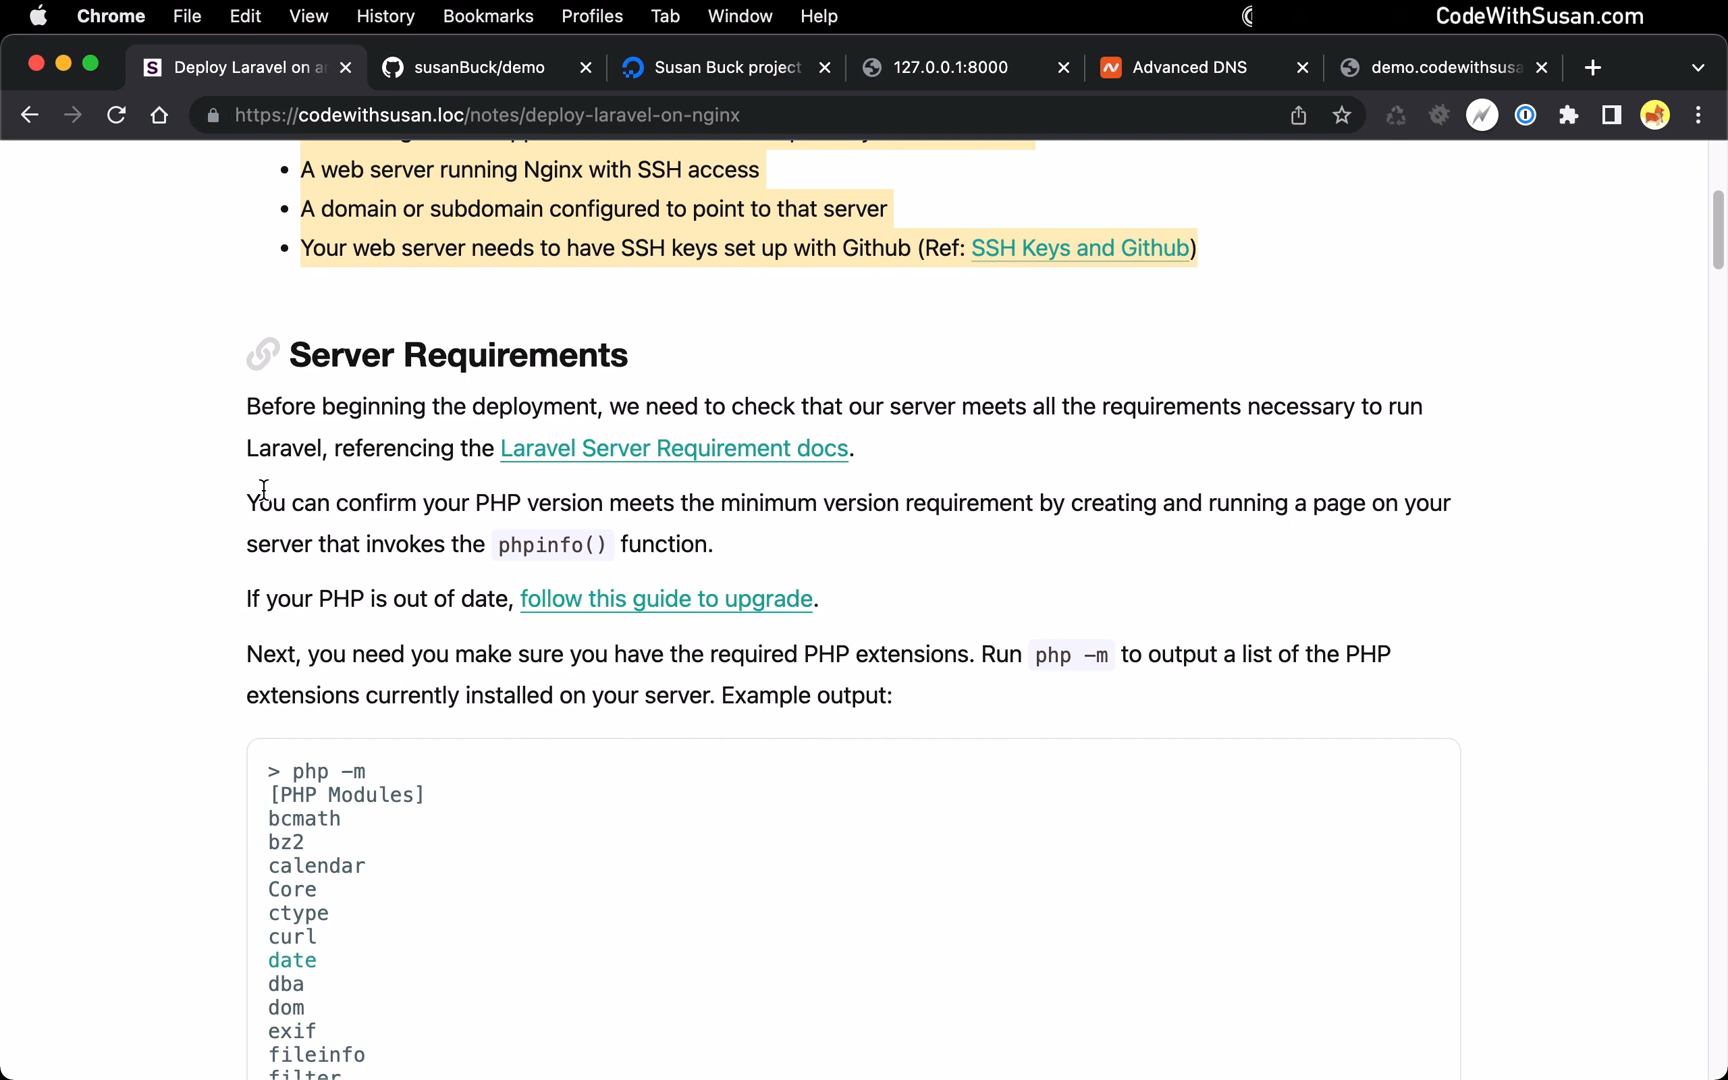 Chrome File Edit View History Bookmarks Profiles Tab Window Help CodeWithSusan.com
S Deploy Laravel on a susanBuck/demo Susan Buck project 127.0.0.1:8000 Advanced DNS demo.codewithsusa
https://codewithsusan.loc/notes/deploy-laravel-on-nginx
• A web server running Nginx with SSH access
• A domain or subdomain configured to point to that server
• Your web server needs to have SSH keys set up with Github (Ref: SSH Keys and Github)
Server Requirements
Before beginning the deployment, we need to check that our server meets all the requirements necessary to run
Laravel, referencing the Laravel Server Requirement docs.
You can confirm your PHP version meets the minimum version requirement by creating and running a page on your
server that invokes the phpinfo() function.
If your PHP is out of date, follow this guide to upgrade.
Next, you need you make sure you have the required PHP extensions. Run php -m to output a list of the PHP
extensions currently installed on your server. Example output:
> php -m
[PHP Modules]
bcmath
bz2
calendar
Core
ctype
curl
date
dba
dom
exif
fileinfo
filter